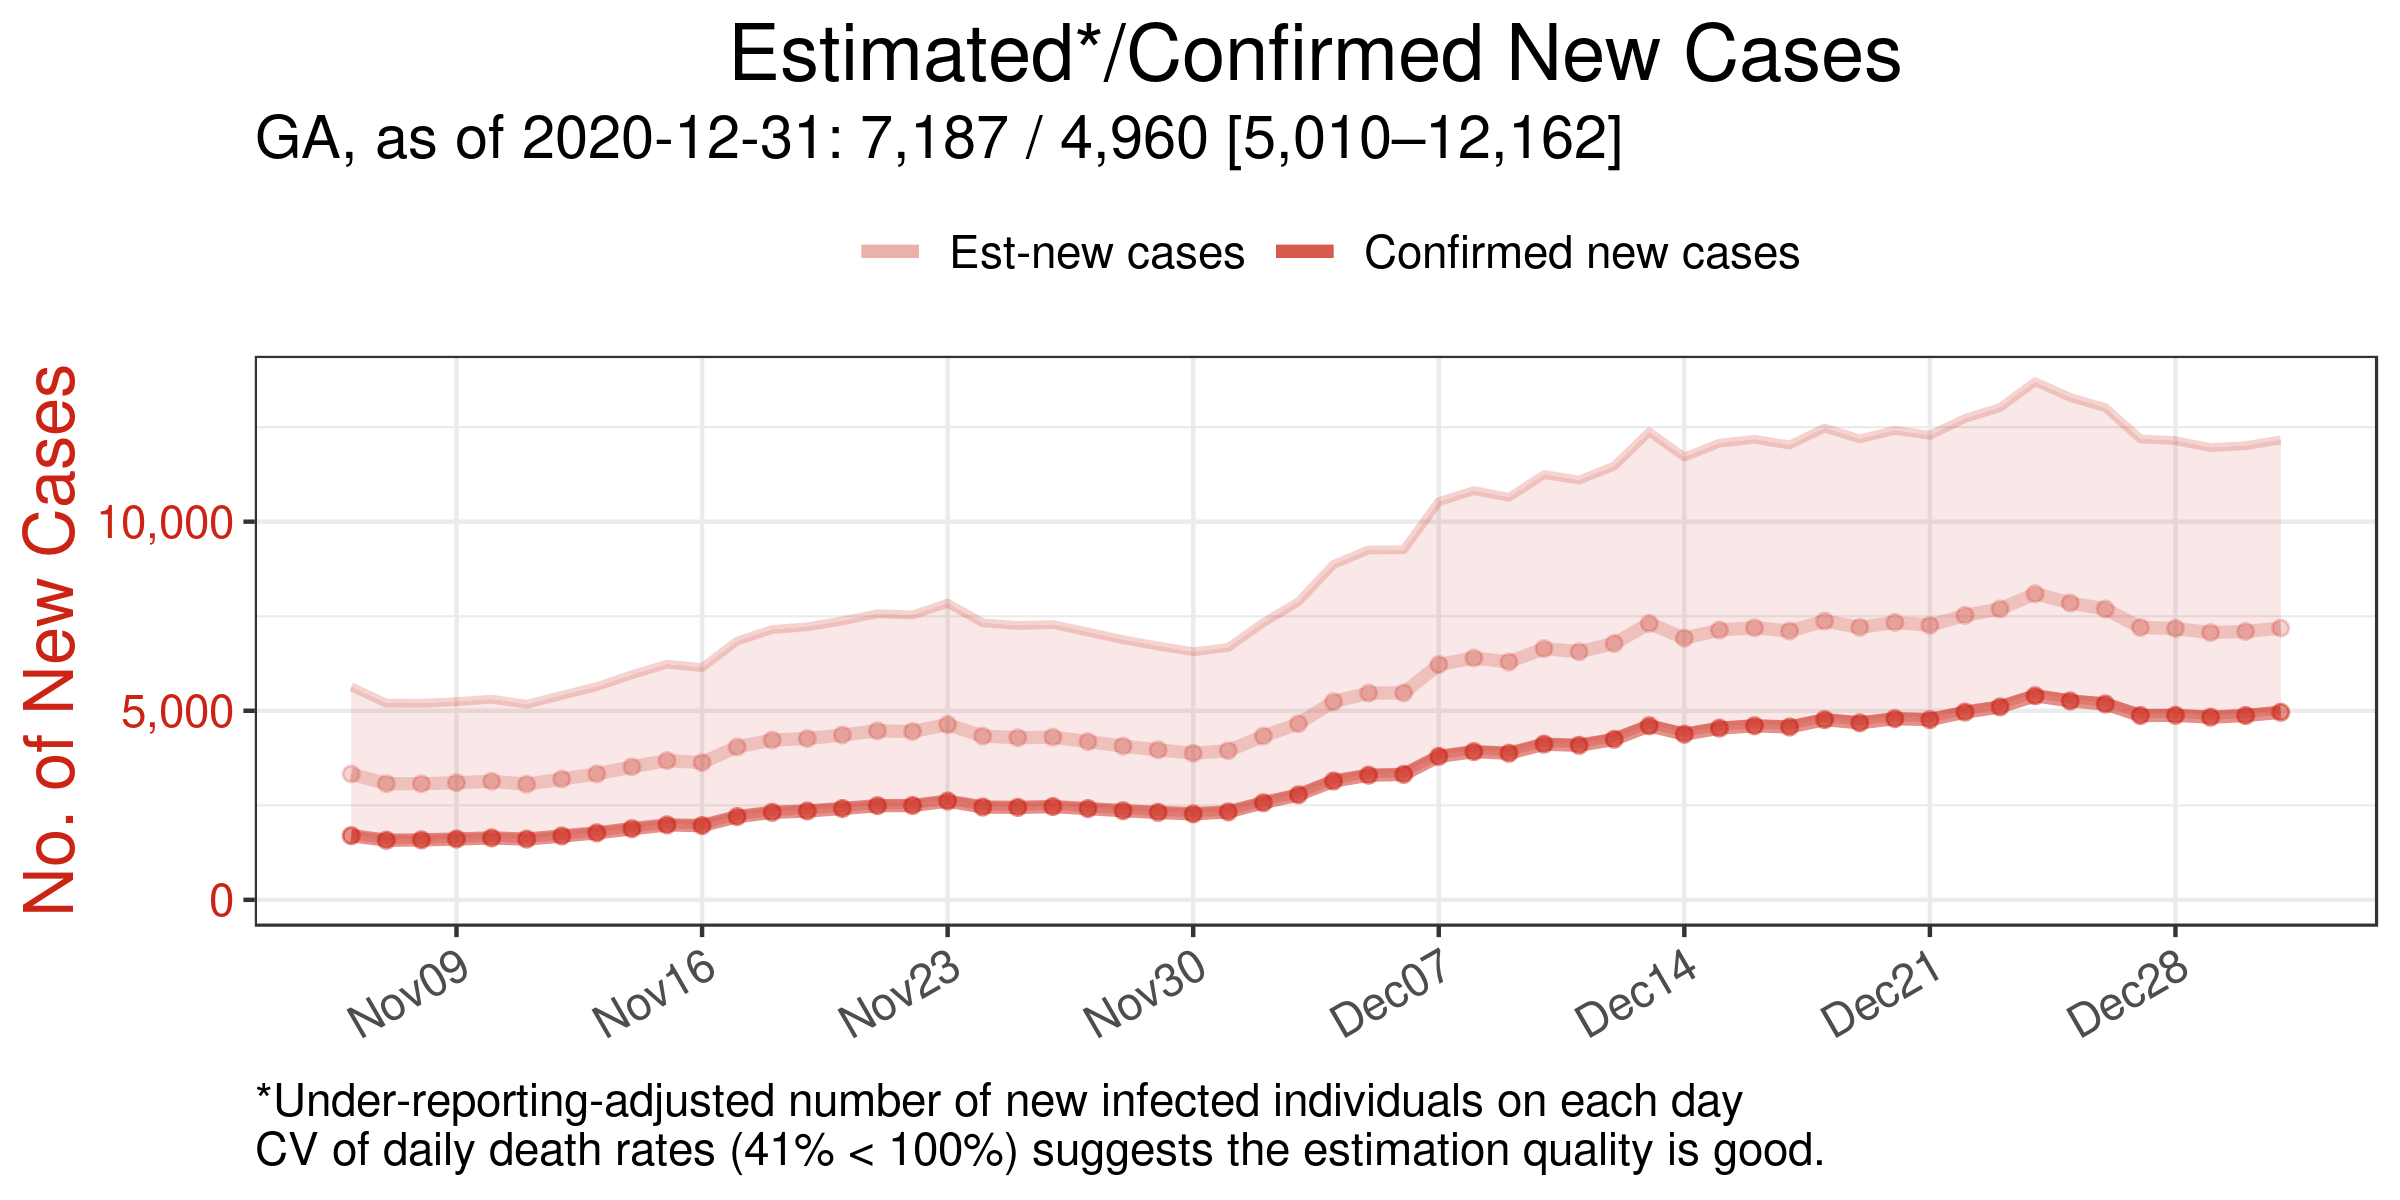 Estimated*/Confirmed New Cases
GA, as of 2020-12-31: 7,187 / 4,960 [5,010–12,162]
Est-new cases
Confirmed new cases
No. of New Cases
10,000
5,000
0
Nov09
Nov16
Nov23
Nov30
Dec07
Dec14
Dec21
Dec28
*Under-reporting-adjusted number of new infected individuals on each day
CV of daily death rates (41% < 100%) suggests the estimation quality is good.